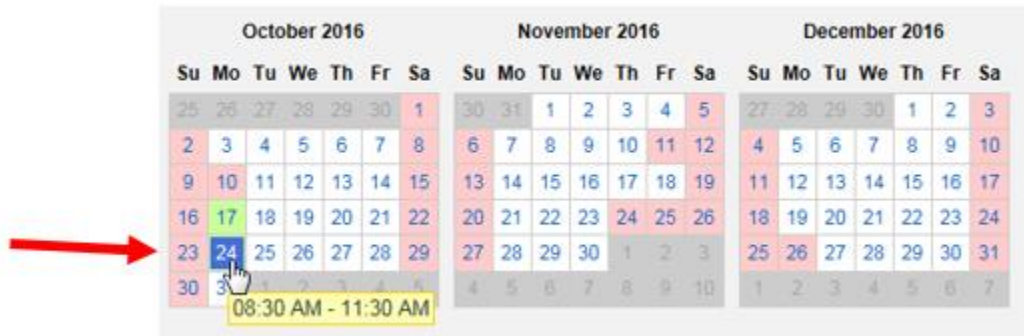 October 2016 November 2016 December 2016
Su Mo Tu We Th Fr Sa Su Mo Tu We Th Fr Sa Su Mo Tu We Th Fr Sa
25 26 27 28 29 30 1 30 31 1 2 3 4 5 27 28 29 30 1 2 3
2 3 4 5 6 7 8 6 7 8 9 10 11 12 4 5 6 7 8 9 10
9 10 11 12 13 14 15 13 14 15 16 17 18 19 11 12 13 14 15 16 17
16 17 18 19 20 21 22 20 21 22 23 24 25 26 18 19 20 21 22 23 24
23 24 25 26 27 28 29 27 28 29 30 1 2 3 25 26 27 28 29 30 31
30 3 1 2 3 4 5 4 5 6 7 8 9 10 1 2 3 4 5 6 7
08:30 AM - 11:30 AM